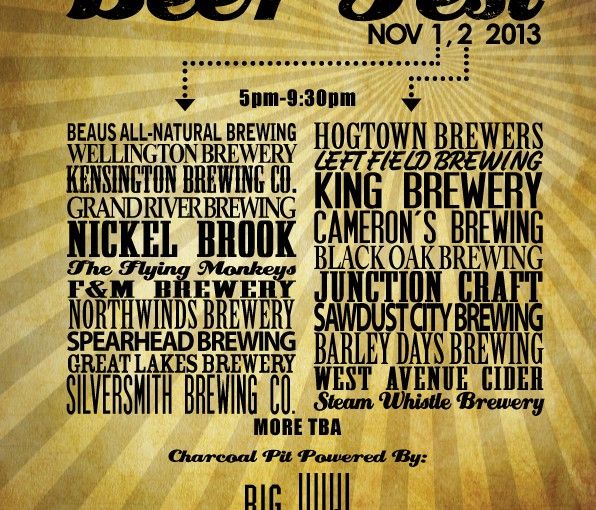 Beer Fest
NOV 1, 2 2013
5pm-9:30pm
BEAUS ALL-NATURAL BREWING
WELLINGTON BREWERY
KENSINGTON BREWING CO.
GRAND RIVER BREWING
NICKEL BROOK
The Flying Monkeys
F&M BREWERY
NORTHWINDS BREWERY
SPEARHEAD BREWING
GREAT LAKES BREWERY
SILVERSMITH BREWING CO.
HOGTOWN BREWERS
LEFT FIELD BREWING
KING BREWERY
CAMERON´S BREWING
BLACK OAK BREWING
JUNCTION CRAFT
SAWDUST CITY BREWING
BARLEY DAYS BREWING
WEST AVENUE CIDER
Steam Whistle Brewery
MORE TBA
Charcoal Pit Powered By:
BIG